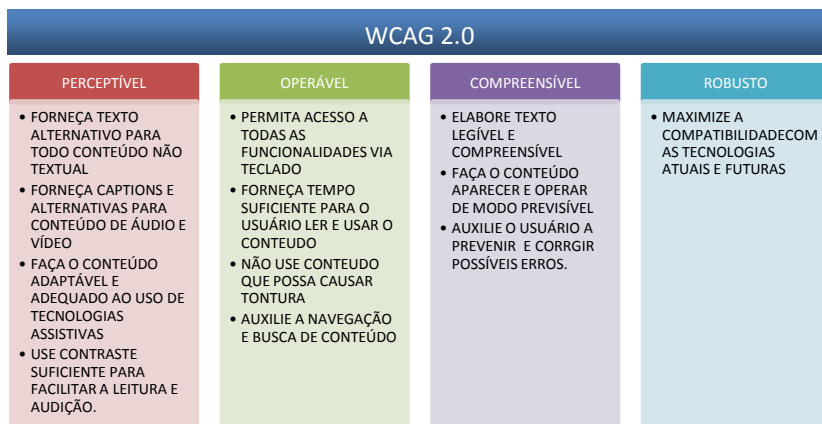 WCAG 2.0
PERCEPTÍVEL
• FORNEÇA TEXTO
ALTERNATIVO PARA
TODO CONTEÚDO NÃO
TEXTUAL
• FORNEÇA CAPTIONS E
ALTERNATIVAS PARA
CONTEÚDO DE ÁUDIO E
VÍDEO
• FAÇA O CONTEÚDO
ADAPTÁVEL E
ADEQUADO AO USO DE
TECNOLOGIAS
ASSISTIVAS
• USE CONTRASTE
SUFICIENTE PARA
FACILITAR A LEITURA E
AUDIÇÃO.
OPERÁVEL
• PERMITA ACESSO A
TODAS AS
FUNCIONALIDADES VIA
TECLADO
• FORNEÇA TEMPO
SUFICIENTE PARA O
USUÁRIO LER E USAR O
CONTEUDO
• NÃO USE CONTEUDO
QUE POSSA CAUSAR
TONTURA
• AUXILIE A NAVEGAÇÃO
E BUSCA DE CONTEÚDO
COMPREENSÍVEL
• ELABORE TEXTO
LEGÍVEL E
COMPREENSÍVEL
• FAÇA O CONTEÚDO
APARECER E OPERAR
DE MODO PREVISÍVEL
• AUXILIE O USUÁRIO A
PREVENIR E CORRGIR
POSSÍVEIS ERROS.
ROBUSTO
• MAXIMIZE A
COMPATIBILIDADECOM
AS TECNOLOGIAS
ATUAIS E FUTURAS